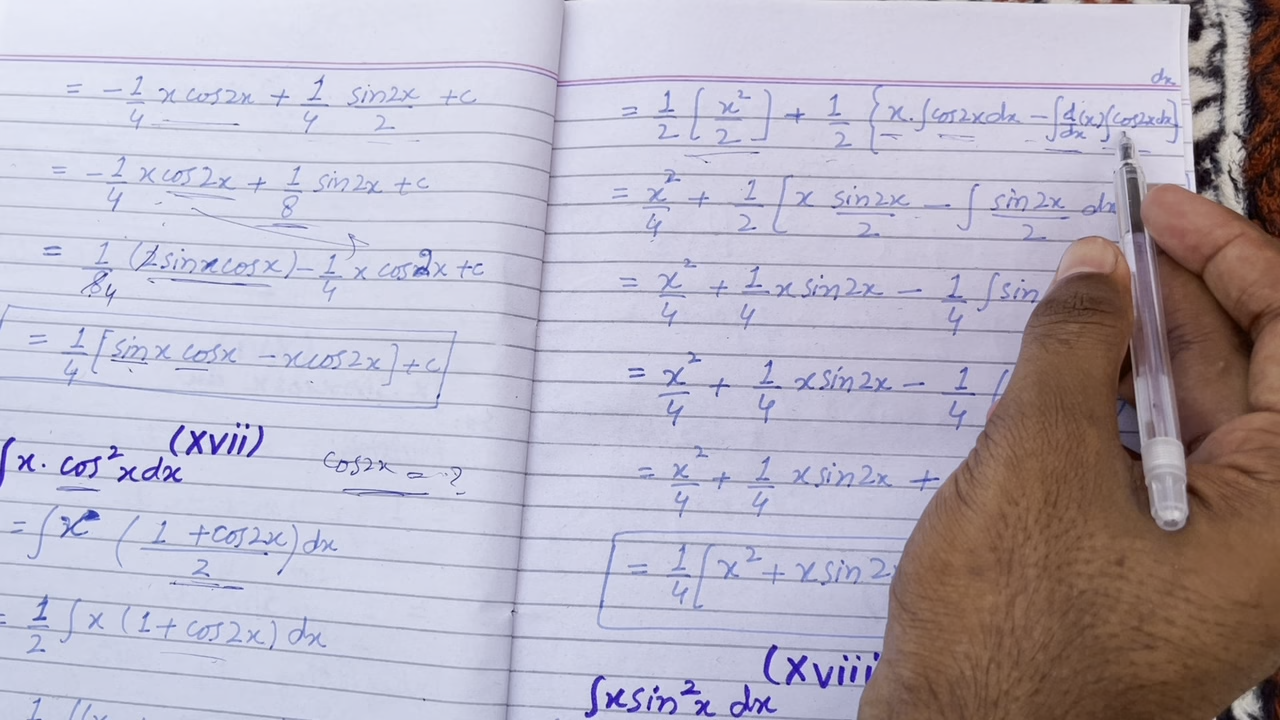 = -1/4 x cos2x + 1/4 sin2x/2 + c
= -1/4 x cos2x + 1/8 sin2x + c
= 1/84 (2 sinx cosx) - 1/4 x cos2x + c
= 1/4 [sinx cosx - x cos2x] + c
(xvii)
∫x. cos²x dx cos2x = ?
= ∫x (1 + cos2x / 2) dx
= 1/2 ∫ x (1 + cos2x) dx
dx
= 1/2 [x²/2] + 1/2 {x. ∫cos2x dx - ∫d/dx(x) ∫cos2x dx}
= x²/4 + 1/2 [x sin2x/2 - ∫ sin2x/2 dx
= x²/4 + 1/4 x sin2x - 1/4 ∫ sin
= x²/4 + 1/4 x sin2x - 1/4 (
= x²/4 + 1/4 x sin2x +
= 1/4 [x² + x sin2
(xviii
∫x sin²x dx